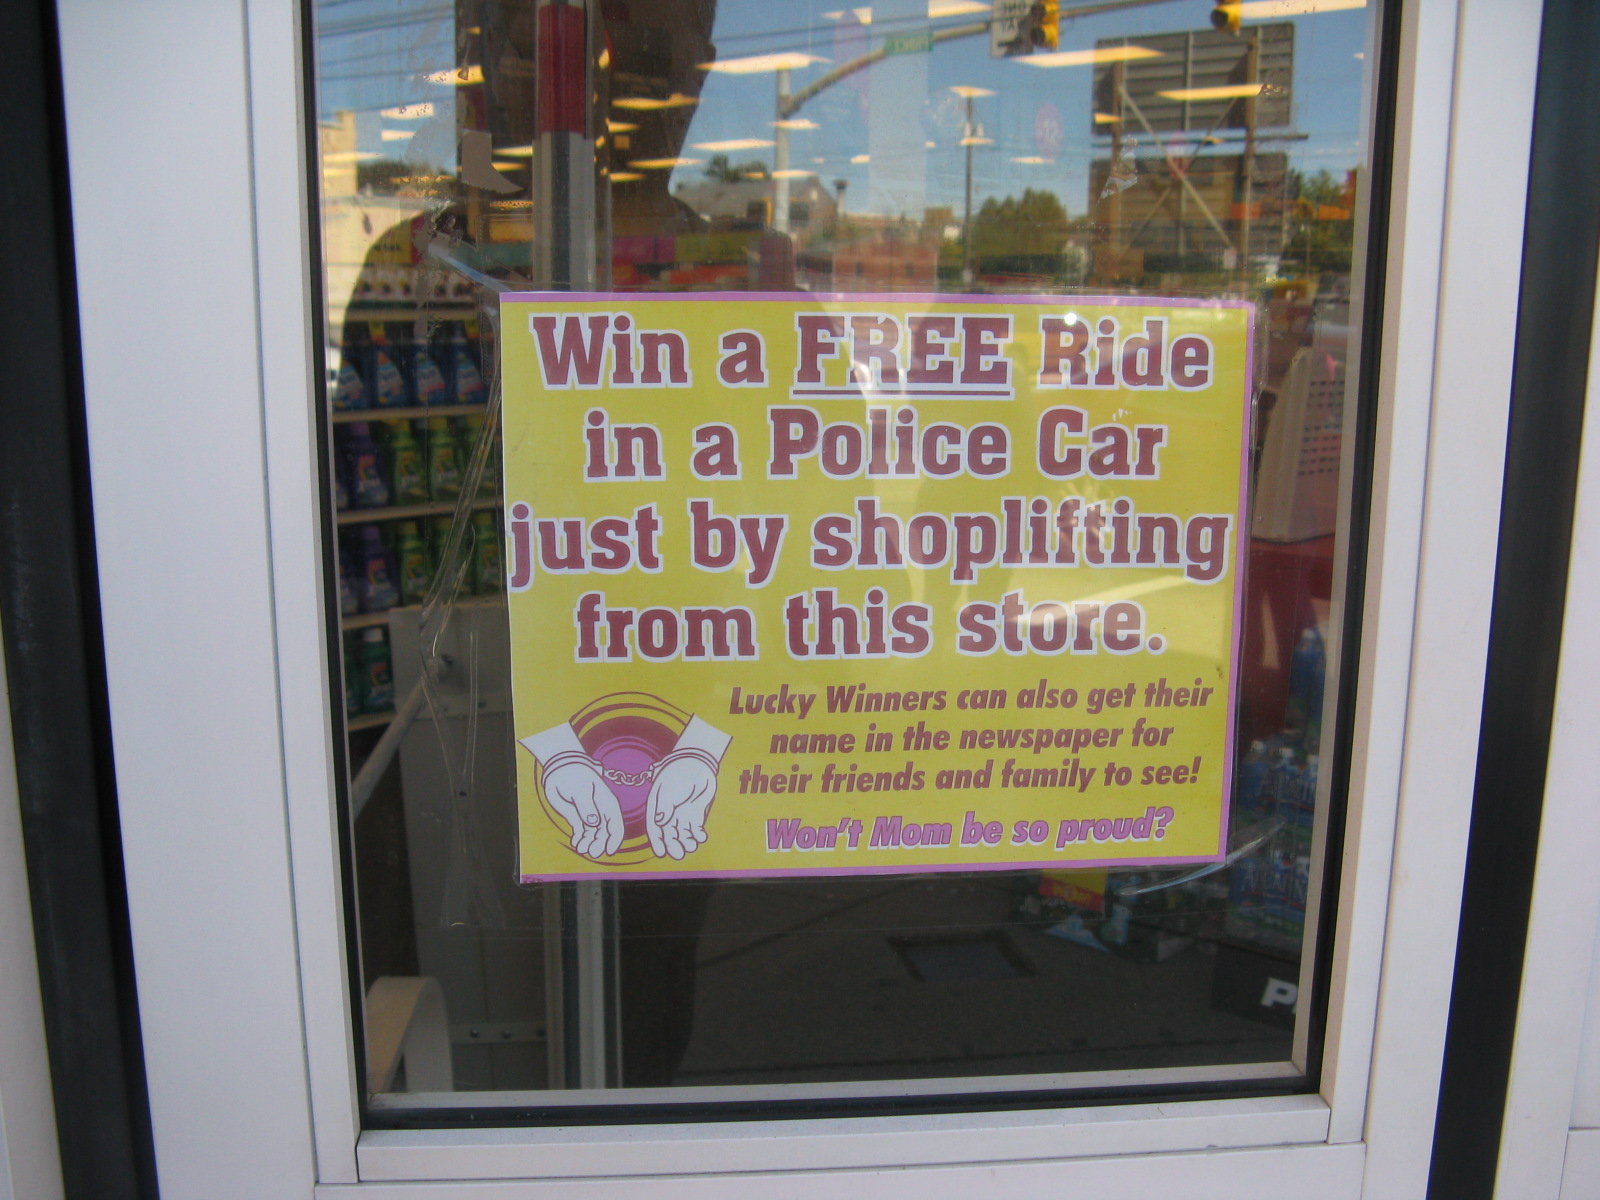 Win a FREE Ride
in a Police Car
just by shoplifting
from this store.
Lucky Winners can also get their
name in the newspaper for
their friends and family to see!
Won't Mom be so proud?